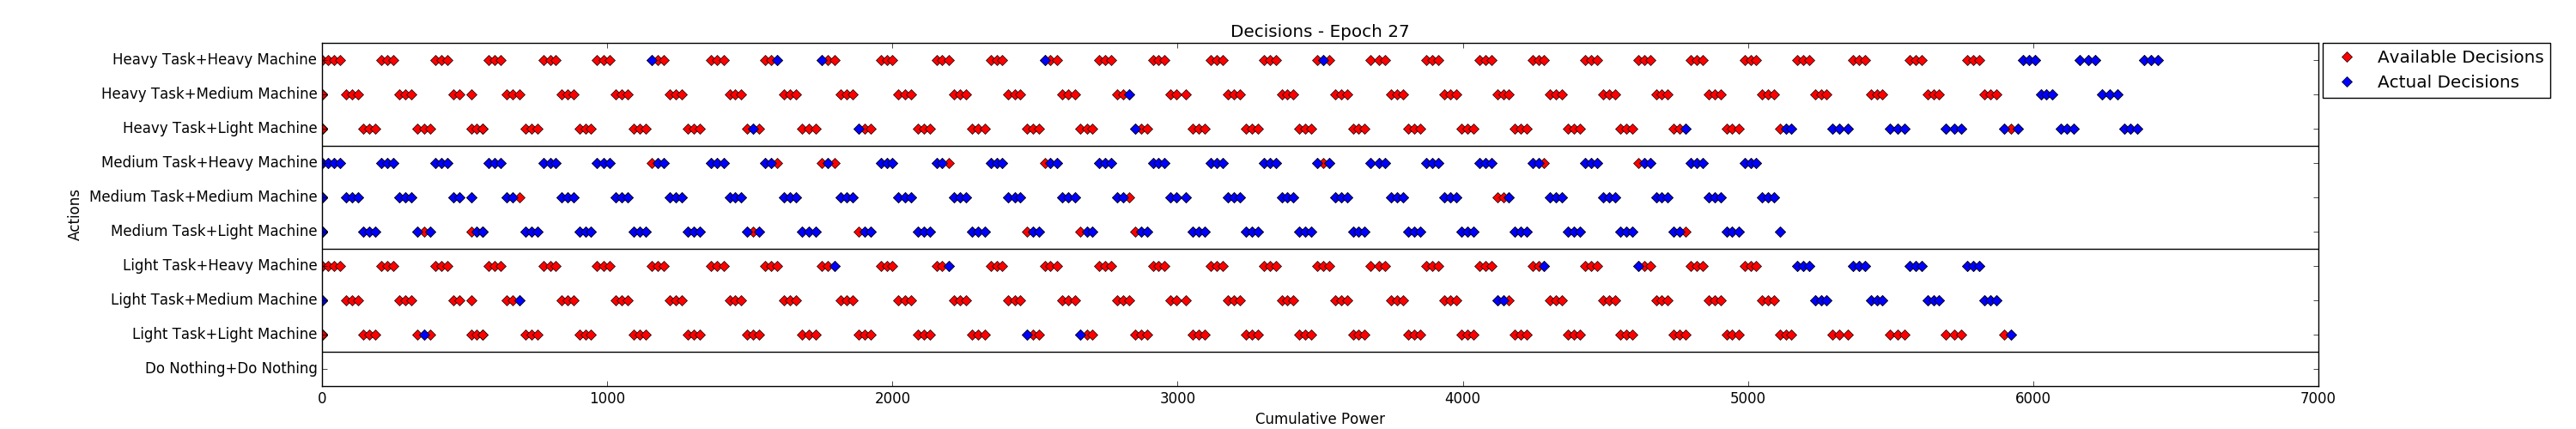 Decisions - Epoch 27
Heavy Task+Heavy Machine
Heavy Task+Medium Machine
Heavy Task+Light Machine
Medium Task+Heavy Machine
Medium Task+Medium Machine
Medium Task+Light Machine
Light Task+Heavy Machine
Light Task+Medium Machine
Light Task+Light Machine
Do Nothing+Do Nothing
Actions
0 1000 2000 3000 4000 5000 6000 7000
Cumulative Power
Available Decisions
Actual Decisions